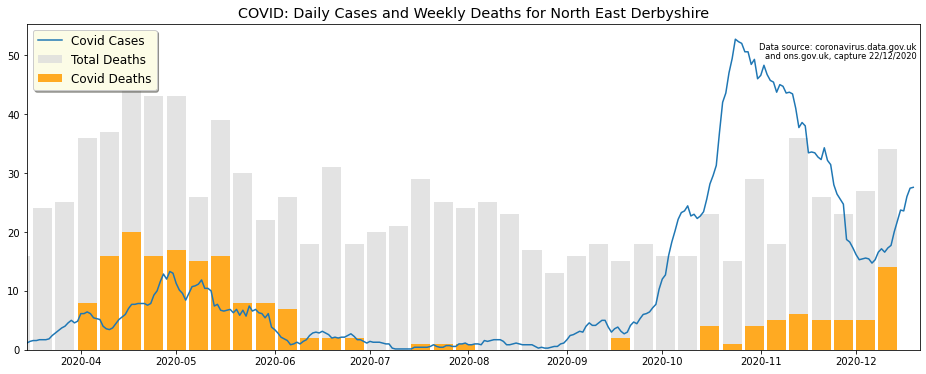 COVID: Daily Cases and Weekly Deaths for North East Derbyshire
Covid Cases
Total Deaths
Covid Deaths
Data source: coronavirus.data.gov.uk
and ons.gov.uk, capture 22/12/2020
50
40
30
20
10
0
2020-04 2020-05 2020-06 2020-07 2020-08 2020-09 2020-10 2020-11 2020-12